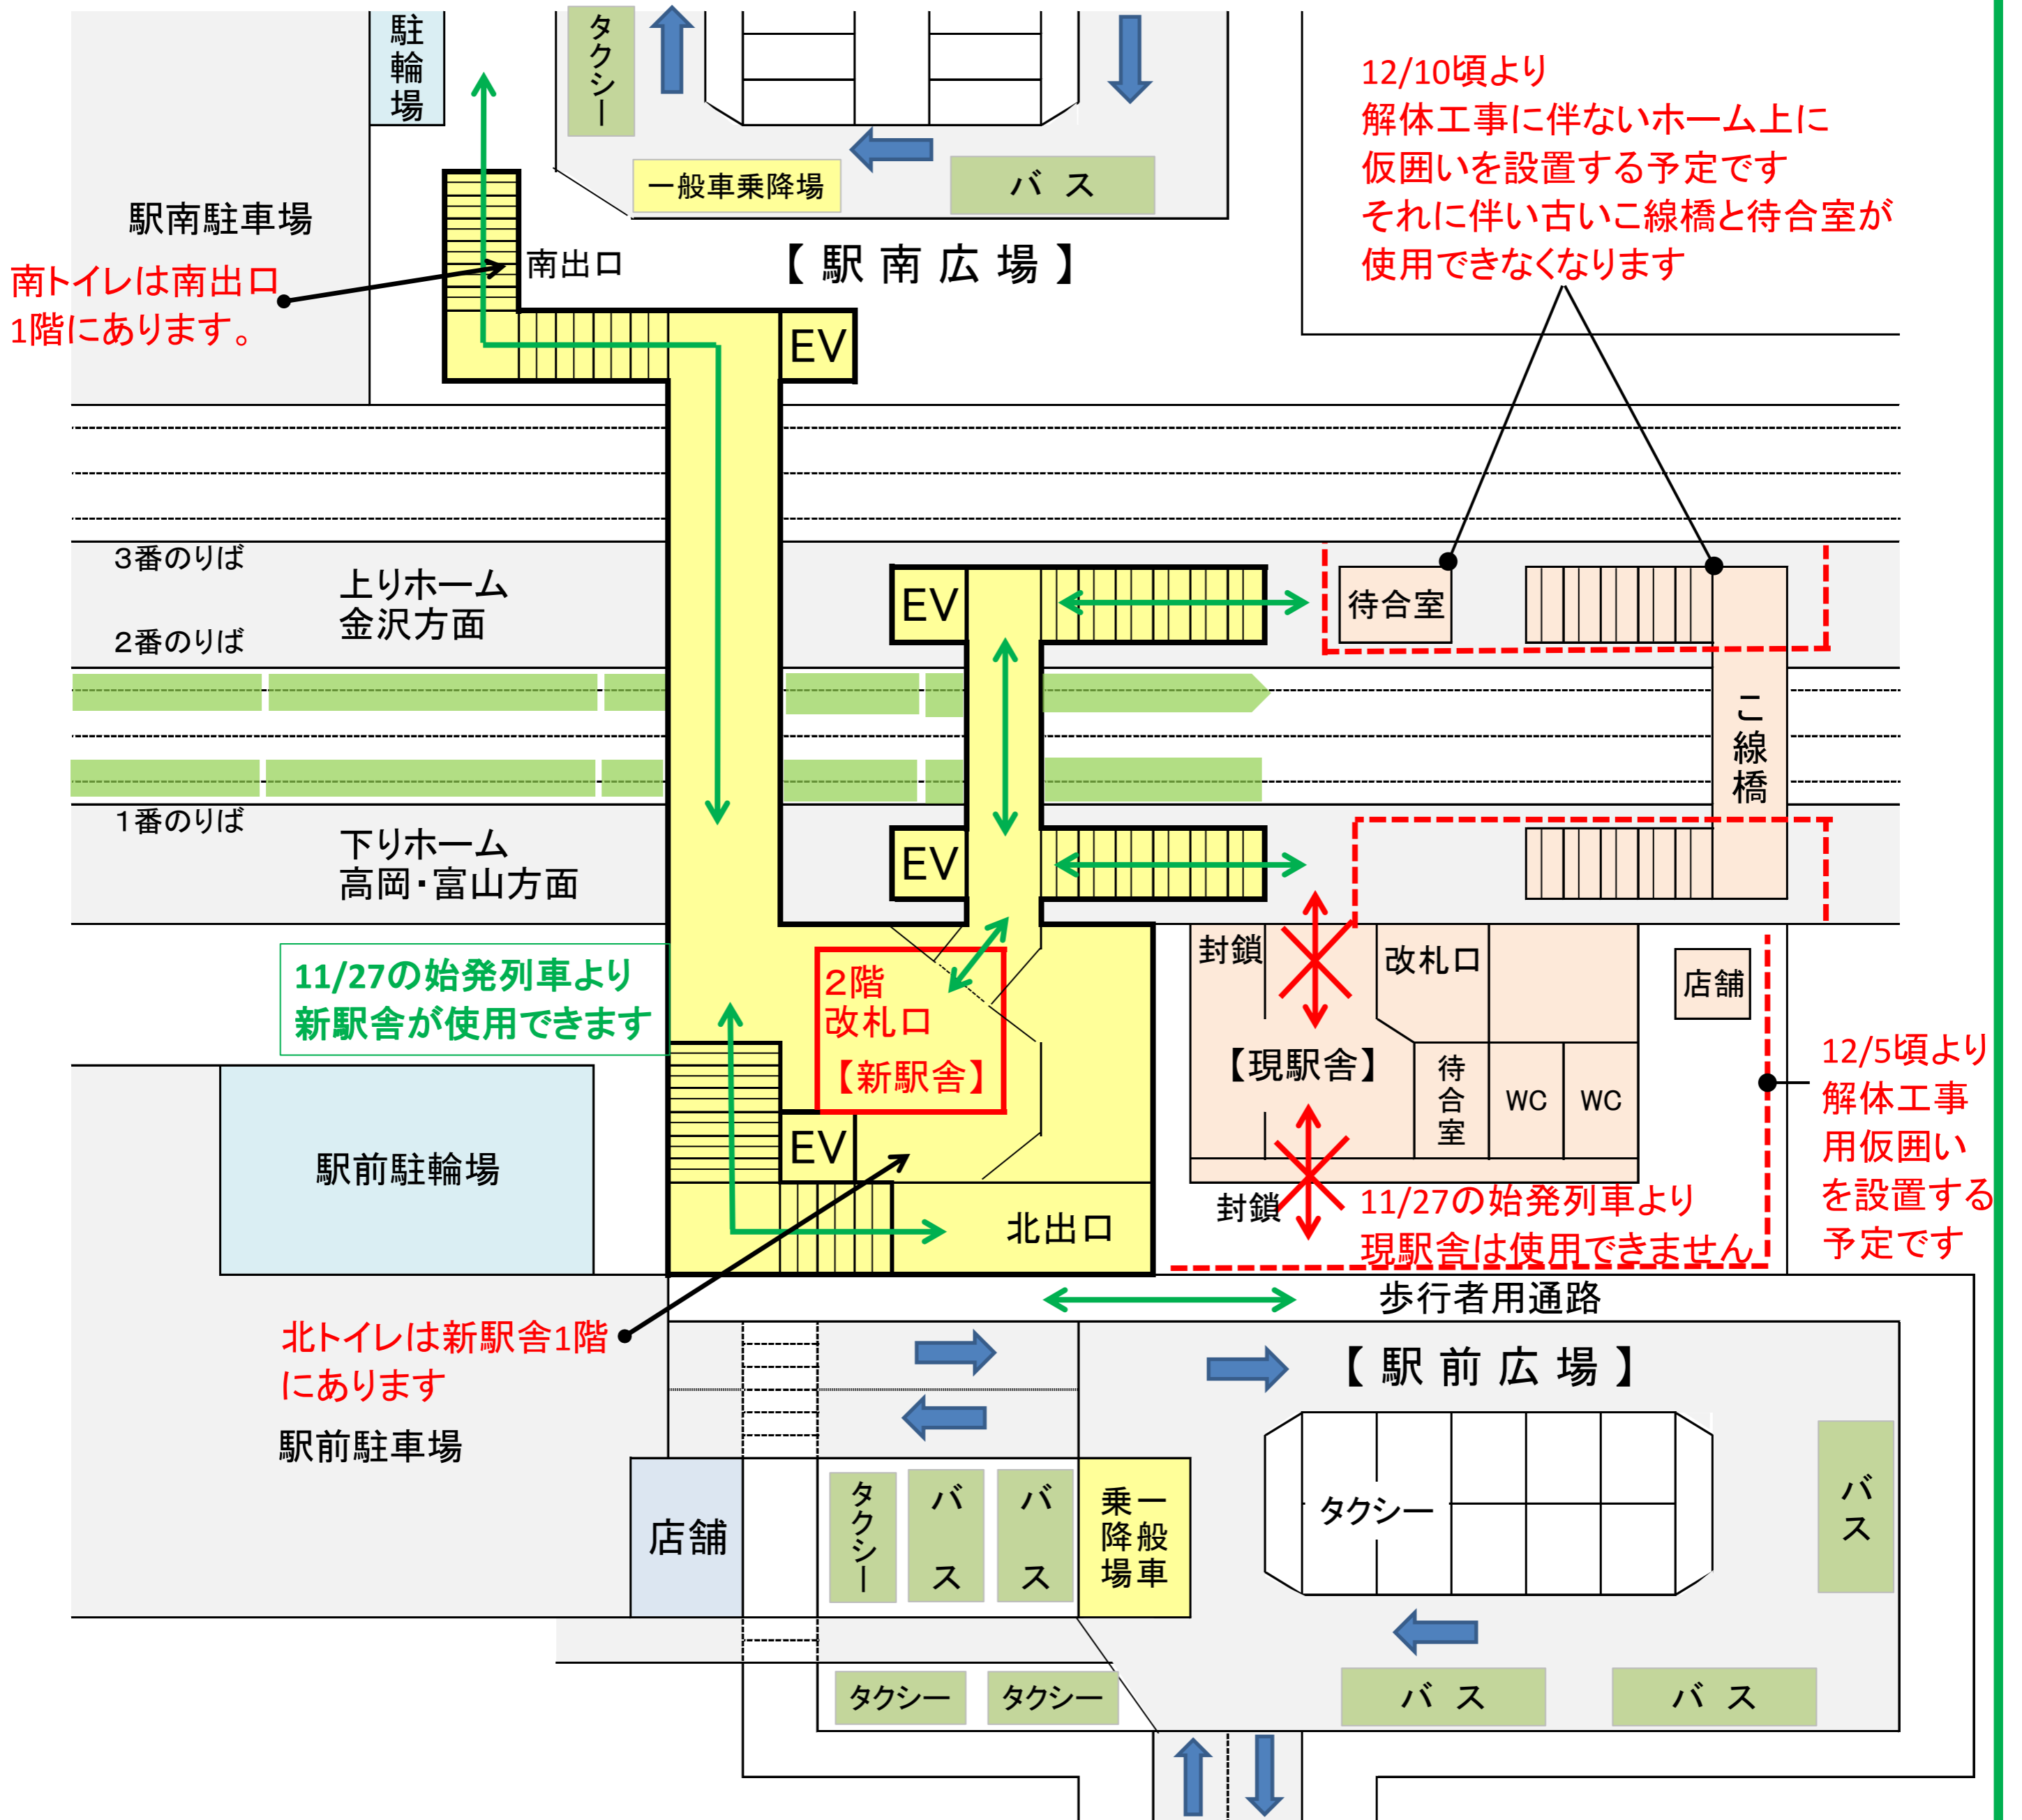 駐輪場
タクシー
一般車乗降場
バス
12/10頃より
解体工事に伴ないホーム上に
仮囲いを設置する予定です
それに伴い古いこ線橋と待合室が
使用できなくなります
駅南駐車場
南出口
【駅南広場】
南トイレは南出口
1階にあります。
EV
3番のりば
上りホーム
金沢方面
2番のりば
EV
待合室
こ線橋
1番のりば
下りホーム
高岡・富山方面
EV
11/27の始発列車より
新駅舎が使用できます
2階
改札口
【新駅舎】
封鎖
改札口
店舗
【現駅舎】
待合室
WC
WC
12/5頃より
解体工事
用仮囲い
を設置する
予定です
駅前駐輪場
EV
北出口
封鎖
11/27の始発列車より
現駅舎は使用できません
歩行者用通路
北トイレは新駅舎1階
にあります
【駅前広場】
駅前駐車場
店舗
タクシー
バス
バス
一般車
乗降場
タクシー
バス
タクシー
タクシー
バス
バス